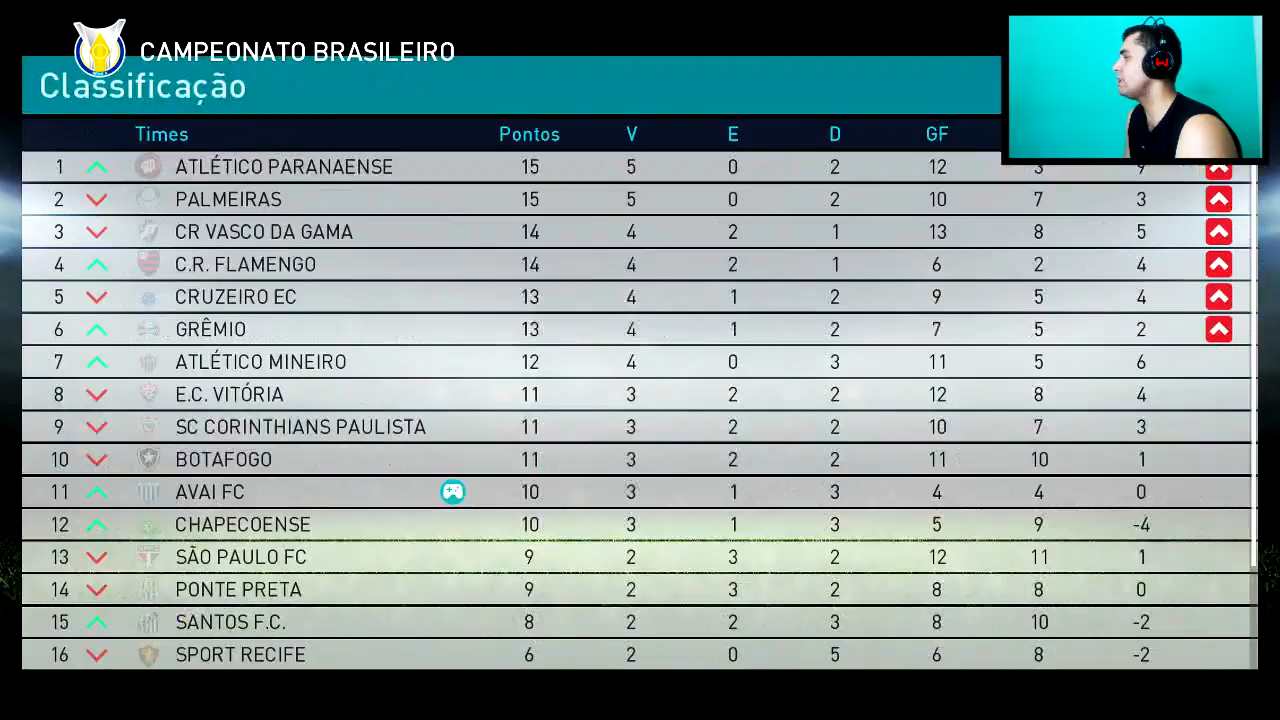 CAMPEONATO BRASILEIRO
Classificação
Times Pontos V E D GF
1 ATLÉTICO PARANAENSE 15 5 0 2 12 3 9
2 PALMEIRAS 15 5 0 2 10 7 3
3 CR VASCO DA GAMA 14 4 2 1 13 8 5
4 C.R. FLAMENGO 14 4 2 1 6 2 4
5 CRUZEIRO EC 13 4 1 2 9 5 4
6 GRÊMIO 13 4 1 2 7 5 2
7 ATLÉTICO MINEIRO 12 4 0 3 11 5 6
8 E.C. VITÓRIA 11 3 2 2 12 8 4
9 SC CORINTHIANS PAULISTA 11 3 2 2 10 7 3
10 BOTAFOGO 11 3 2 2 11 10 1
11 AVAI FC 10 3 1 3 4 4 0
12 CHAPECOENSE 10 3 1 3 5 9 -4
13 SÃO PAULO FC 9 2 3 2 12 11 1
14 PONTE PRETA 9 2 3 2 8 8 0
15 SANTOS F.C. 8 2 2 3 8 10 -2
16 SPORT RECIFE 6 2 0 5 6 8 -2